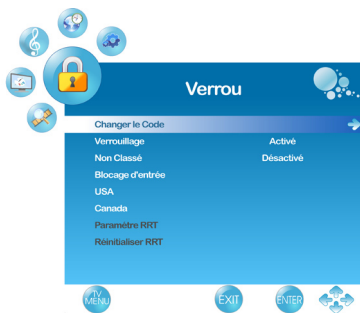 Verrou
Changer le Code
Verrouillage Activé
Non Classé Désactivé
Blocage d'entrée
USA
Canada
Paramètre RRT
Réinitialiser RRT
TV
MENU
EXIT
ENTER